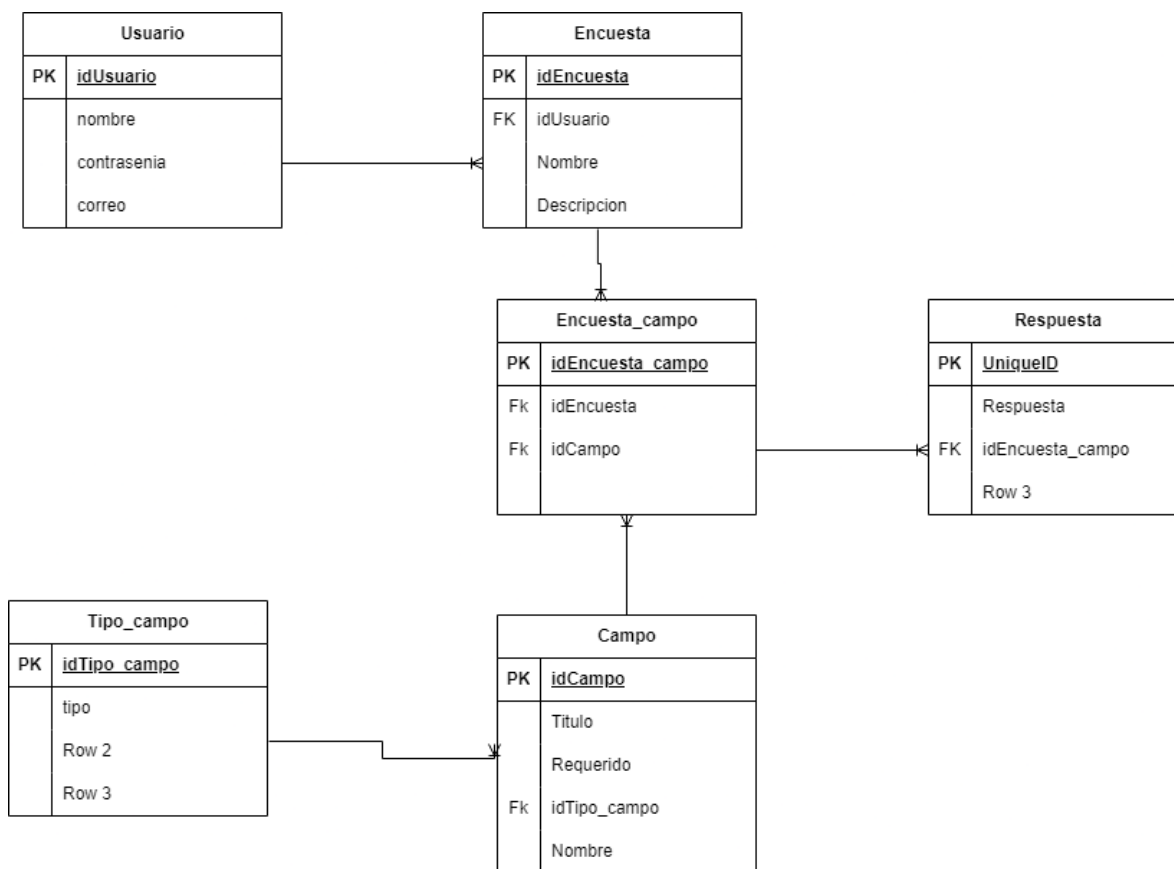 Usuario
PK idUsuario
nombre
contrasenia
correo
Encuesta
PK idEncuesta
FK idUsuario
Nombre
Descripcion
Encuesta_campo
PK idEncuesta_campo
Fk idEncuesta
Fk idCampo
Respuesta
PK UniqueID
Respuesta
FK idEncuesta_campo
Row 3
Tipo_campo
PK idTipo_campo
tipo
Row 2
Row 3
Campo
PK idCampo
Titulo
Requerido
Fk idTipo_campo
Nombre